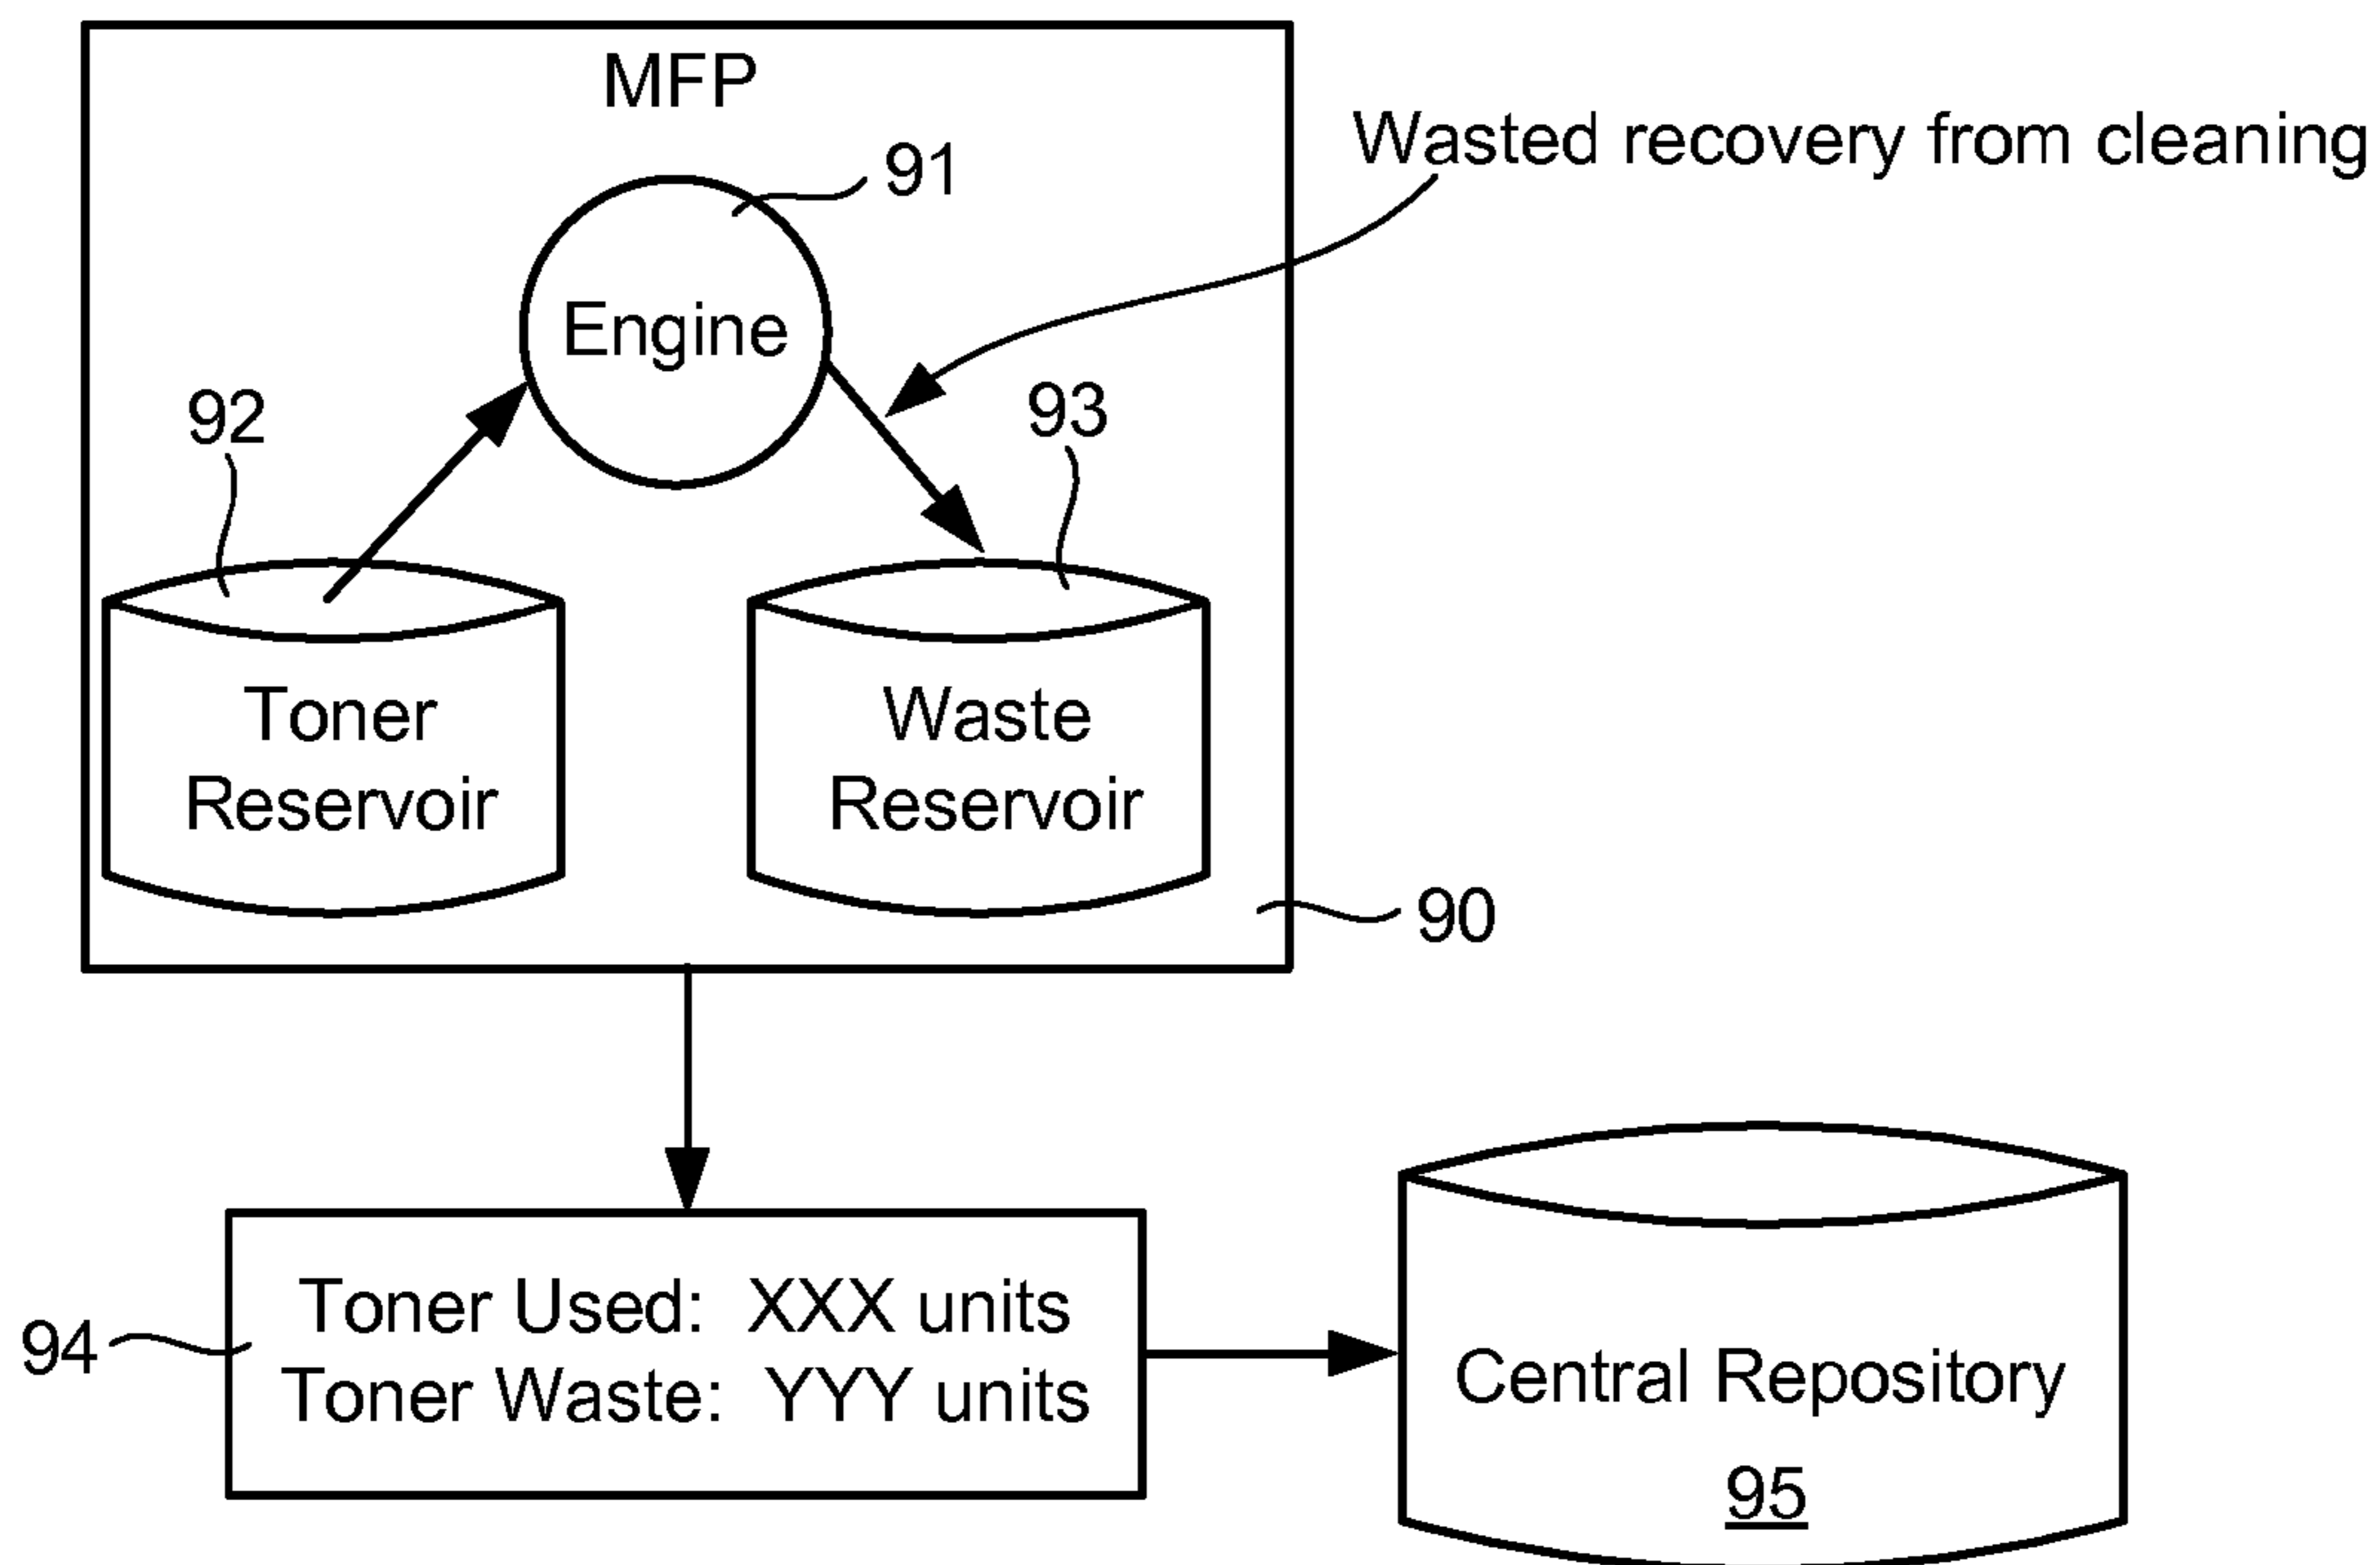 MFP
91
Wasted recovery from cleaning
Engine
92
93
Toner
Reservoir
Waste
Reservoir
90
94
Toner Used: XXX units
Toner Waste: YYY units
Central Repository
95